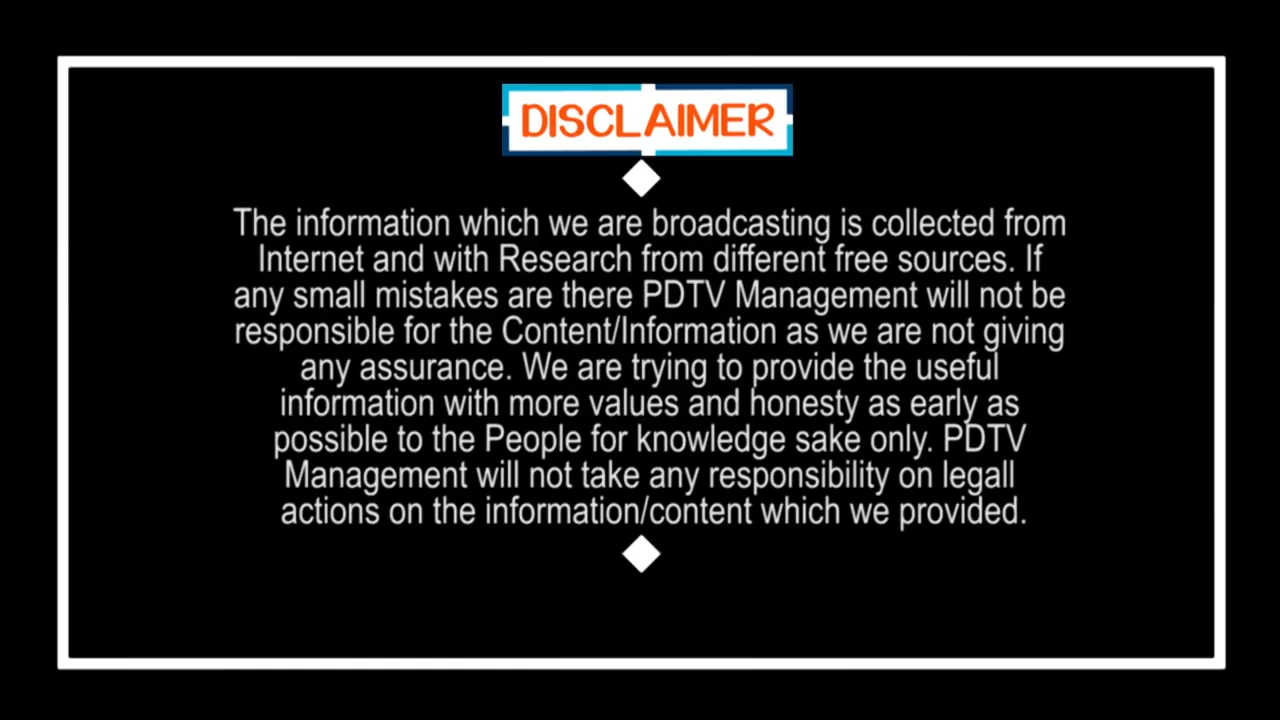 DISCLAIMER
The information which we are broadcasting is collected from
Internet and with Research from different free sources. If
any small mistakes are there PDTV Management will not be
responsible for the Content/Information as we are not giving
any assurance. We are trying to provide the useful
information with more values and honesty as early as
possible to the People for knowledge sake only. PDTV
Management will not take any responsibility on legall
actions on the information/content which we provided.